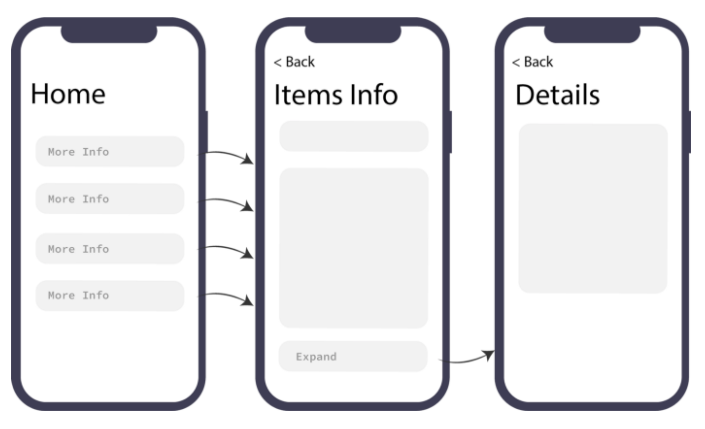 Home
More Info
More Info
More Info
More Info
< Back
Items Info
Expand
< Back
Details